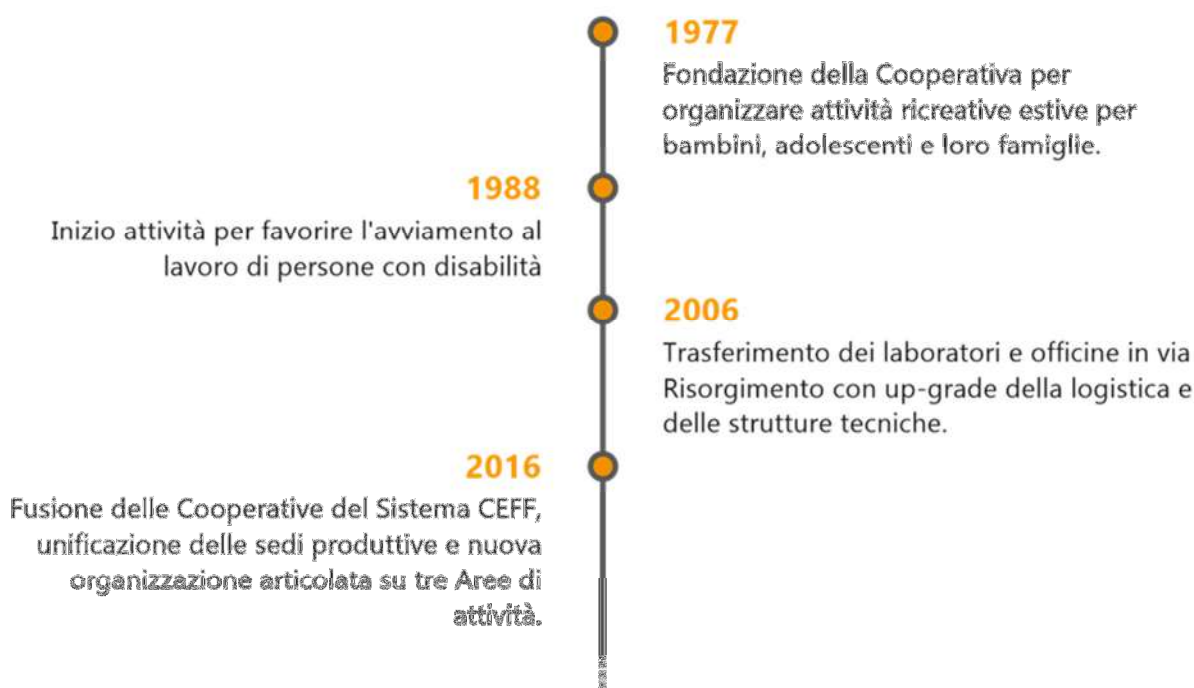 1977
Fondazione della Cooperativa per
organizzare attività ricreative estive per
bambini, adolescenti e loro famiglie.
1988
Inizio attività per favorire l'avviamento al
lavoro di persone con disabilità
2006
Trasferimento dei laboratori e officine in via
Risorgimento con up-grade della logistica e
delle strutture tecniche.
2016
Fusione delle Cooperative del Sistema CEFF,
unificazione delle sedi produttive e nuova
organizzazione articolata su tre Aree di
attività.